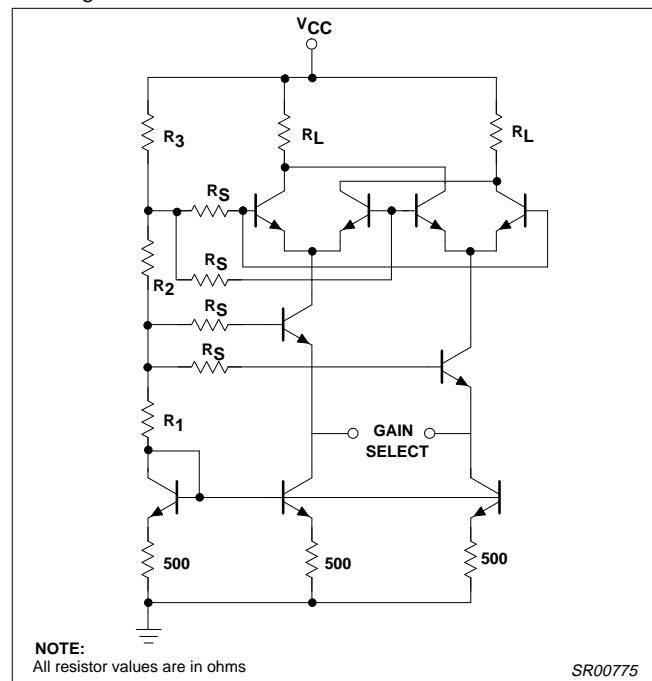 VCC
R3
RL
RL
RS
RS
R2
RS
RS
R1
GAIN
SELECT
500
500
500
NOTE:
All resistor values are in ohms
SR00775